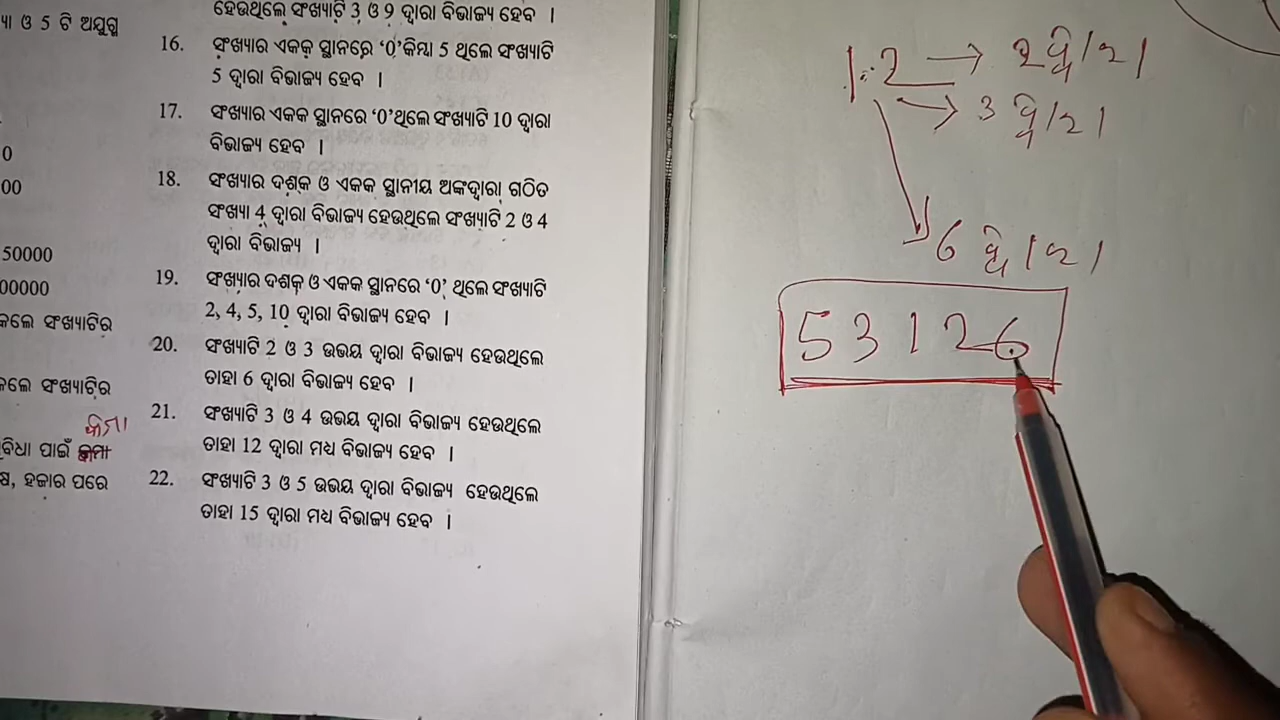 ହେଉଥିଲେ ସଂଖ୍ୟାଟି 3 ଓ 9 ଦ୍ୱାରା ବିଭାଜ୍ୟ ହେବ ।
ଓ 5 ଟି ଅଯୁଗ୍ମ
16. ସଂଖ୍ୟାର ଏକକ ସ୍ଥାନରେ ‘0’କିମ୍ବା 5 ଥିଲେ ସଂଖ୍ୟାଟି
5 ଦ୍ୱାରା ବିଭାଜ୍ୟ ହେବ ।
17. ସଂଖ୍ୟାର ଏକକ ସ୍ଥାନରେ ‘0’ଥିଲେ ସଂଖ୍ୟାଟି 10 ଦ୍ୱାରା
ବିଭାଜ୍ୟ ହେବ ।
0
18. ସଂଖ୍ୟାର ଦଶକ ଓ ଏକକ ସ୍ଥାନୀୟ ଅଙ୍କଦ୍ୱାରା ଗଠିତ
00
ସଂଖ୍ୟା 4 ଦ୍ୱାରା ବିଭାଜ୍ୟ ହେଉଥିଲେ ସଂଖ୍ୟାଟି 2 ଓ 4
ଦ୍ୱାରା ବିଭାଜ୍ୟ ।
50000
19. ସଂଖ୍ୟାର ଦଶକ ଓ ଏକକ ସ୍ଥାନରେ ‘0’ ଥିଲେ ସଂଖ୍ୟାଟି
00000
2, 4, 5, 10 ଦ୍ୱାରା ବିଭାଜ୍ୟ ହେବ ।
କଲେ ସଂଖ୍ୟାଟିର
20. ସଂଖ୍ୟାଟି 2 ଓ 3 ଉଭୟ ଦ୍ୱାରା ବିଭାଜ୍ୟ ହେଉଥିଲେ
ତାହା 6 ଦ୍ୱାରା ବିଭାଜ୍ୟ ହେବ ।
କଲେ ସଂଖ୍ୟାଟିର
21. ସଂଖ୍ୟାଟି 3 ଓ 4 ଉଭୟ ଦ୍ୱାରା ବିଭାଜ୍ୟ ହେଉଥିଲେ
ତାହା 12 ଦ୍ୱାରା ମଧ୍ୟ ବିଭାଜ୍ୟ ହେବ ।
ପାଇଁ
22. ସଂଖ୍ୟାଟି 3 ଓ 5 ଉଭୟ ଦ୍ୱାରା ବିଭାଜ୍ୟ ହେଉଥିଲେ
ହଜାର ପରେ
ତାହା 15 ଦ୍ୱାରା ମଧ୍ୟ ବିଭାଜ୍ୟ ହେବ ।
2
3
6
53126